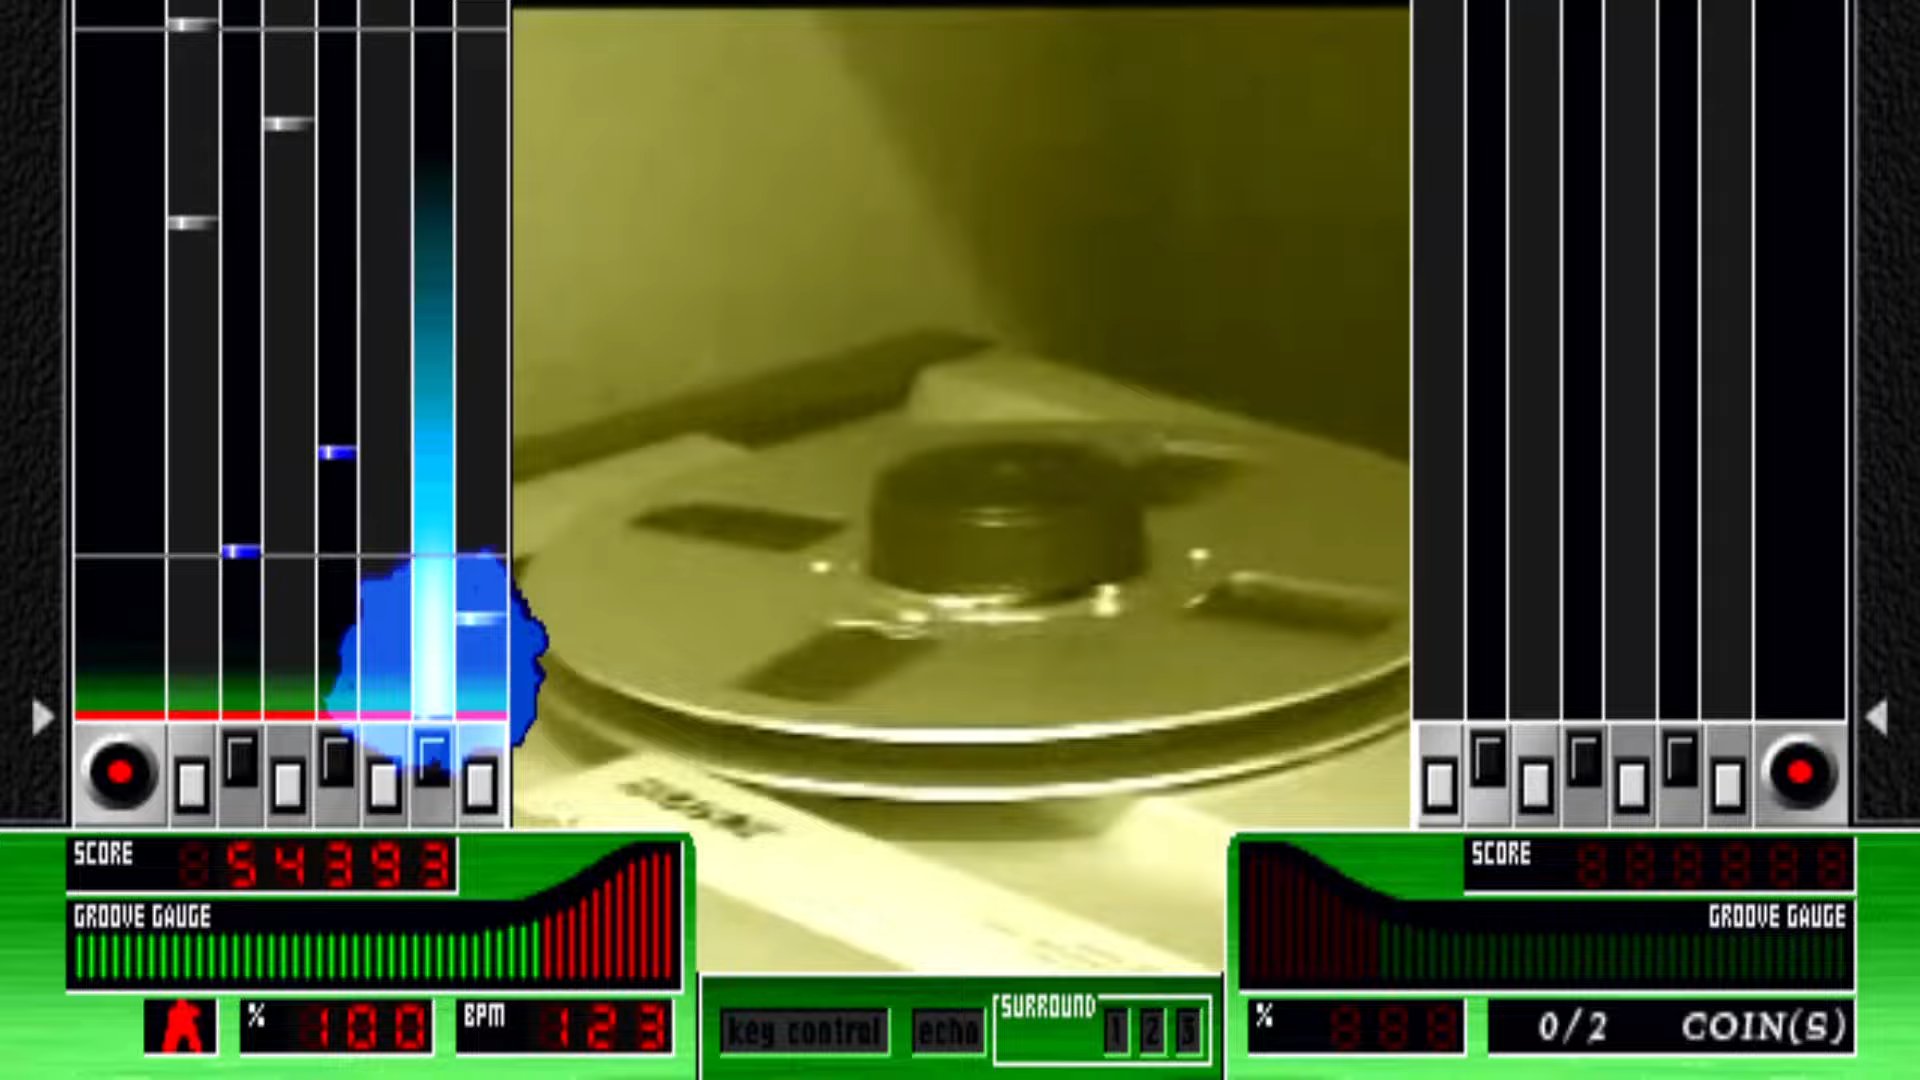 SCORE 54393
GROOVE GAUGE
% 100 BPM 123
key control echo SURROUND 1 2 3
SCORE
GROOVE GAUGE
% 0/2 COIN(S)